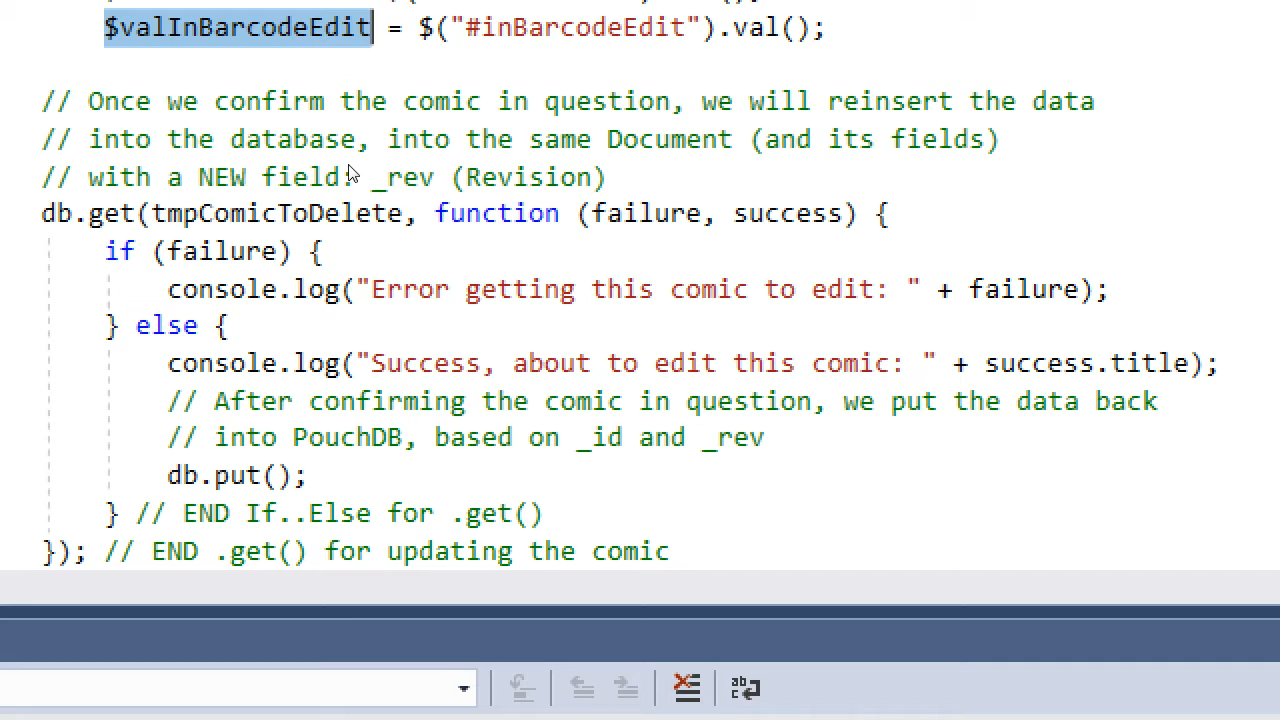 $valInBarcodeEdit = $("#inBarcodeEdit").val();
// Once we confirm the comic in question, we will reinsert the data
// into the database, into the same Document (and its fields)
// with a NEW field: _rev (Revision)
db.get(tmpComicToDelete, function (failure, success) {
if (failure) {
console.log("Error getting this comic to edit: " + failure);
} else {
console.log("Success, about to edit this comic: " + success.title);
// After confirming the comic in question, we put the data back
// into PouchDB, based on _id and _rev
db.put();
} // END If..Else for .get()
}); // END .get() for updating the comic